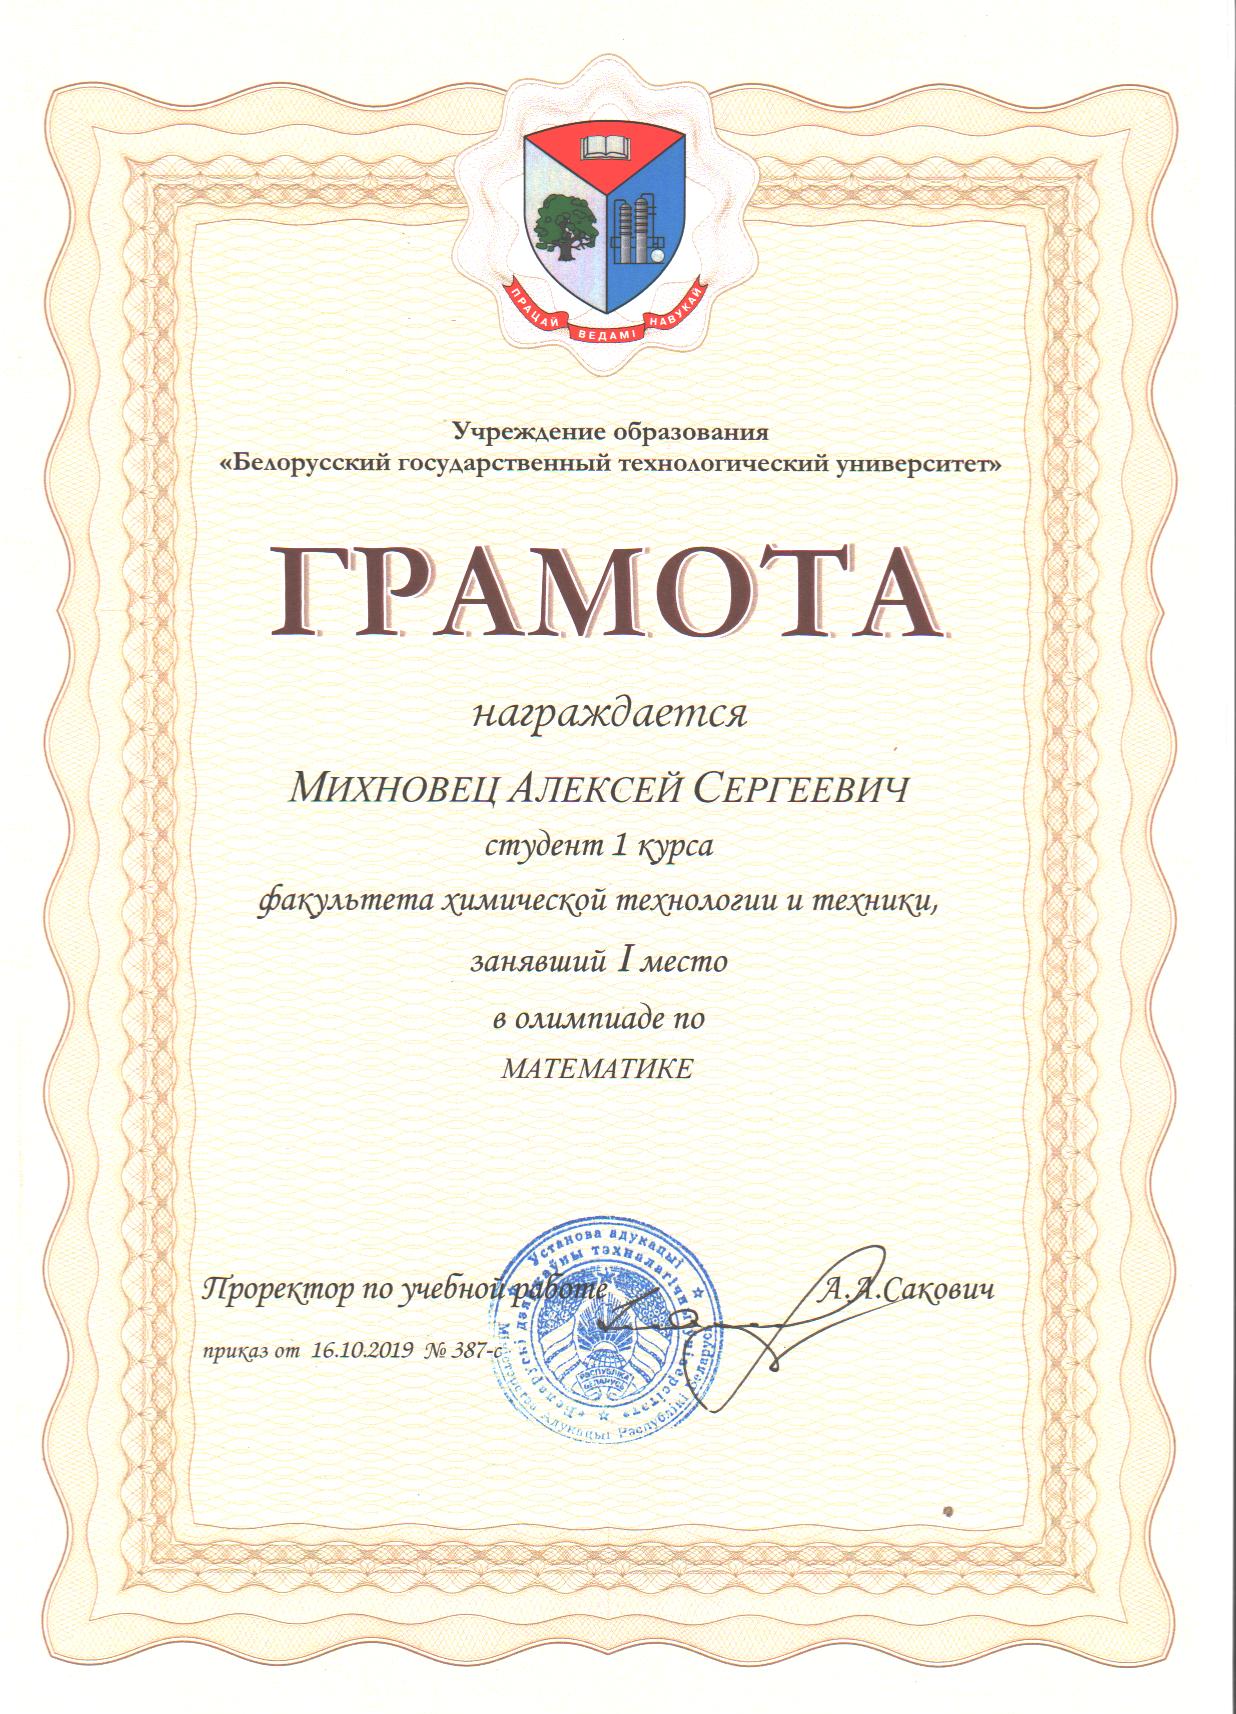 ПРАЦАЙ ВЕДАМІ НАВУКАЙ
Учреждение образования
«Белорусский государственный технологический университет»
ГРАМОТА
награждается
МИХНОВЕЦ АЛЕКСЕЙ СЕРГЕЕВИЧ
студент 1 курса
факультета химической технологии и техники,
занявший I место
в олимпиаде по
МАТЕМАТИКЕ
Проректор по учебной работе А.А.Сакович
приказ от 16.10.2019 № 387-с
Установа адукацыі
«Беларускі дзяржаўны тэхналагічны ўніверсітэт»
Міністэрства адукацыі Рэспублікі Беларусь
РЭСПУБЛІКА
БЕЛАРУСЬ